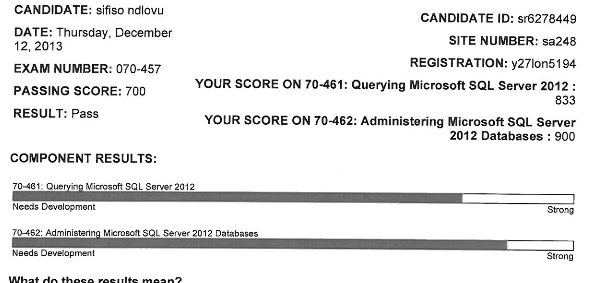 CANDIDATE: sifiso ndlovu
DATE: Thursday, December
12, 2013
EXAM NUMBER: 070-457
PASSING SCORE: 700
RESULT: Pass
CANDIDATE ID: sr6278449
SITE NUMBER: sa248
REGISTRATION: y27lon5194
YOUR SCORE ON 70-461: Querying Microsoft SQL Server 2012 :
833
YOUR SCORE ON 70-462: Administering Microsoft SQL Server
2012 Databases : 900
COMPONENT RESULTS:
70-461: Querying Microsoft SQL Server 2012
Needs Development
Strong
70-462: Administering Microsoft SQL Server 2012 Databases
Needs Development
Strong
What do these results mean?